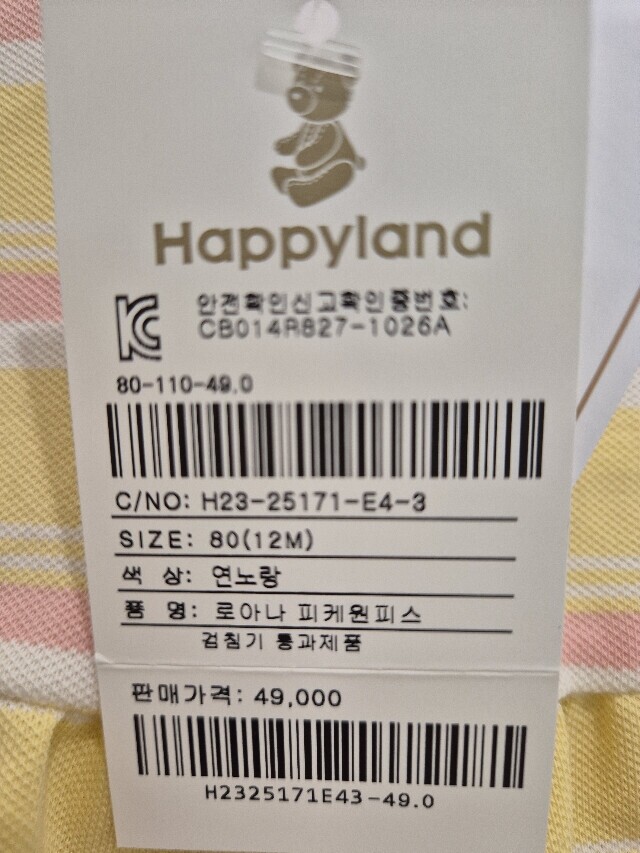 Happyland
안전확인신고확인증번호:
CB014R827-1026A
80-110-49.0
C/NO: H23-25171-E4-3
SIZE: 80(12M)
색 상: 연노랑
품 명: 로아나 피케원피스
검침기 통과제품
판매가격: 49,000
H2325171E43-49.0